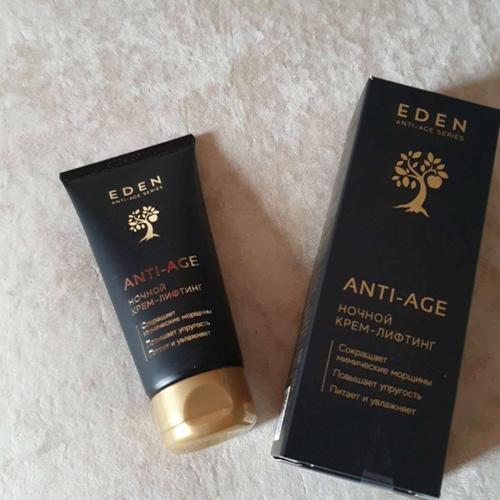 EDEN
ANTI-AGE SERIES
ANTI-AGE
НОЧНОЙ
КРЕМ-ЛИФТИНГ
Сокращает
мимические морщины
Повышает упругость
Питает и увлажняет
EDEN
ANTI-AGE SERIES
ANTI-AGE
НОЧНОЙ
КРЕМ-ЛИФТИНГ
Сокращает
мимические морщины
Повышает упругость
Питает и увлажняет